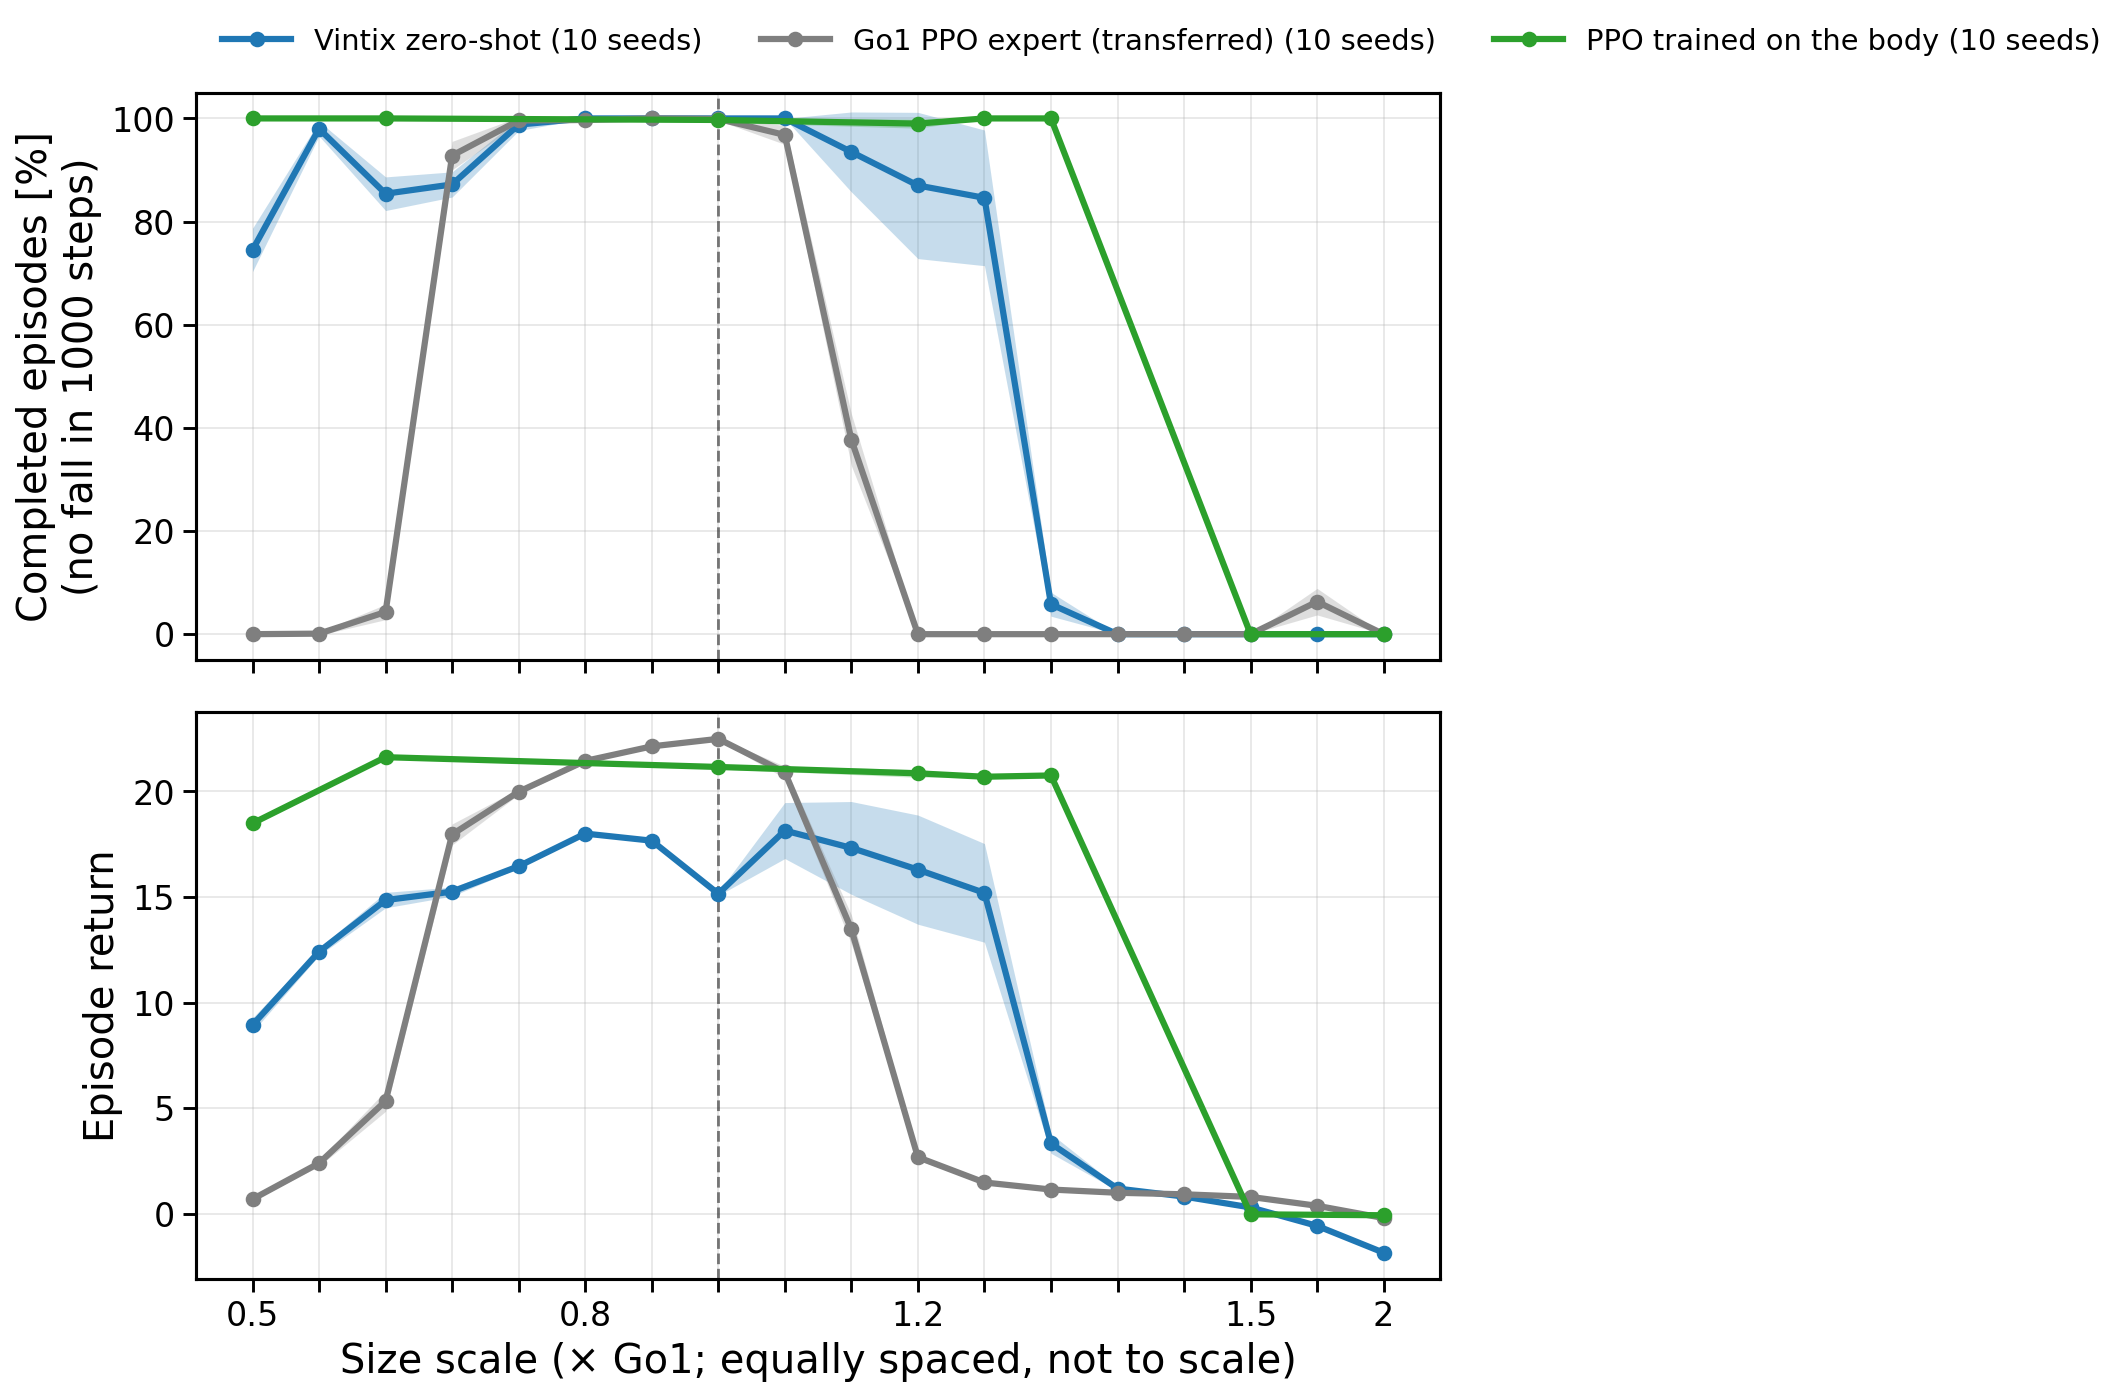 Vintix zero-shot (10 seeds)
Go1 PPO expert (transferred) (10 seeds)
PPO trained on the body (10 seeds)
Completed episodes [%]
(no fall in 1000 steps)
100
80
60
40
20
0
Episode return
20
15
10
5
0
0.5
0.8
1.2
1.5
2
Size scale (× Go1; equally spaced, not to scale)